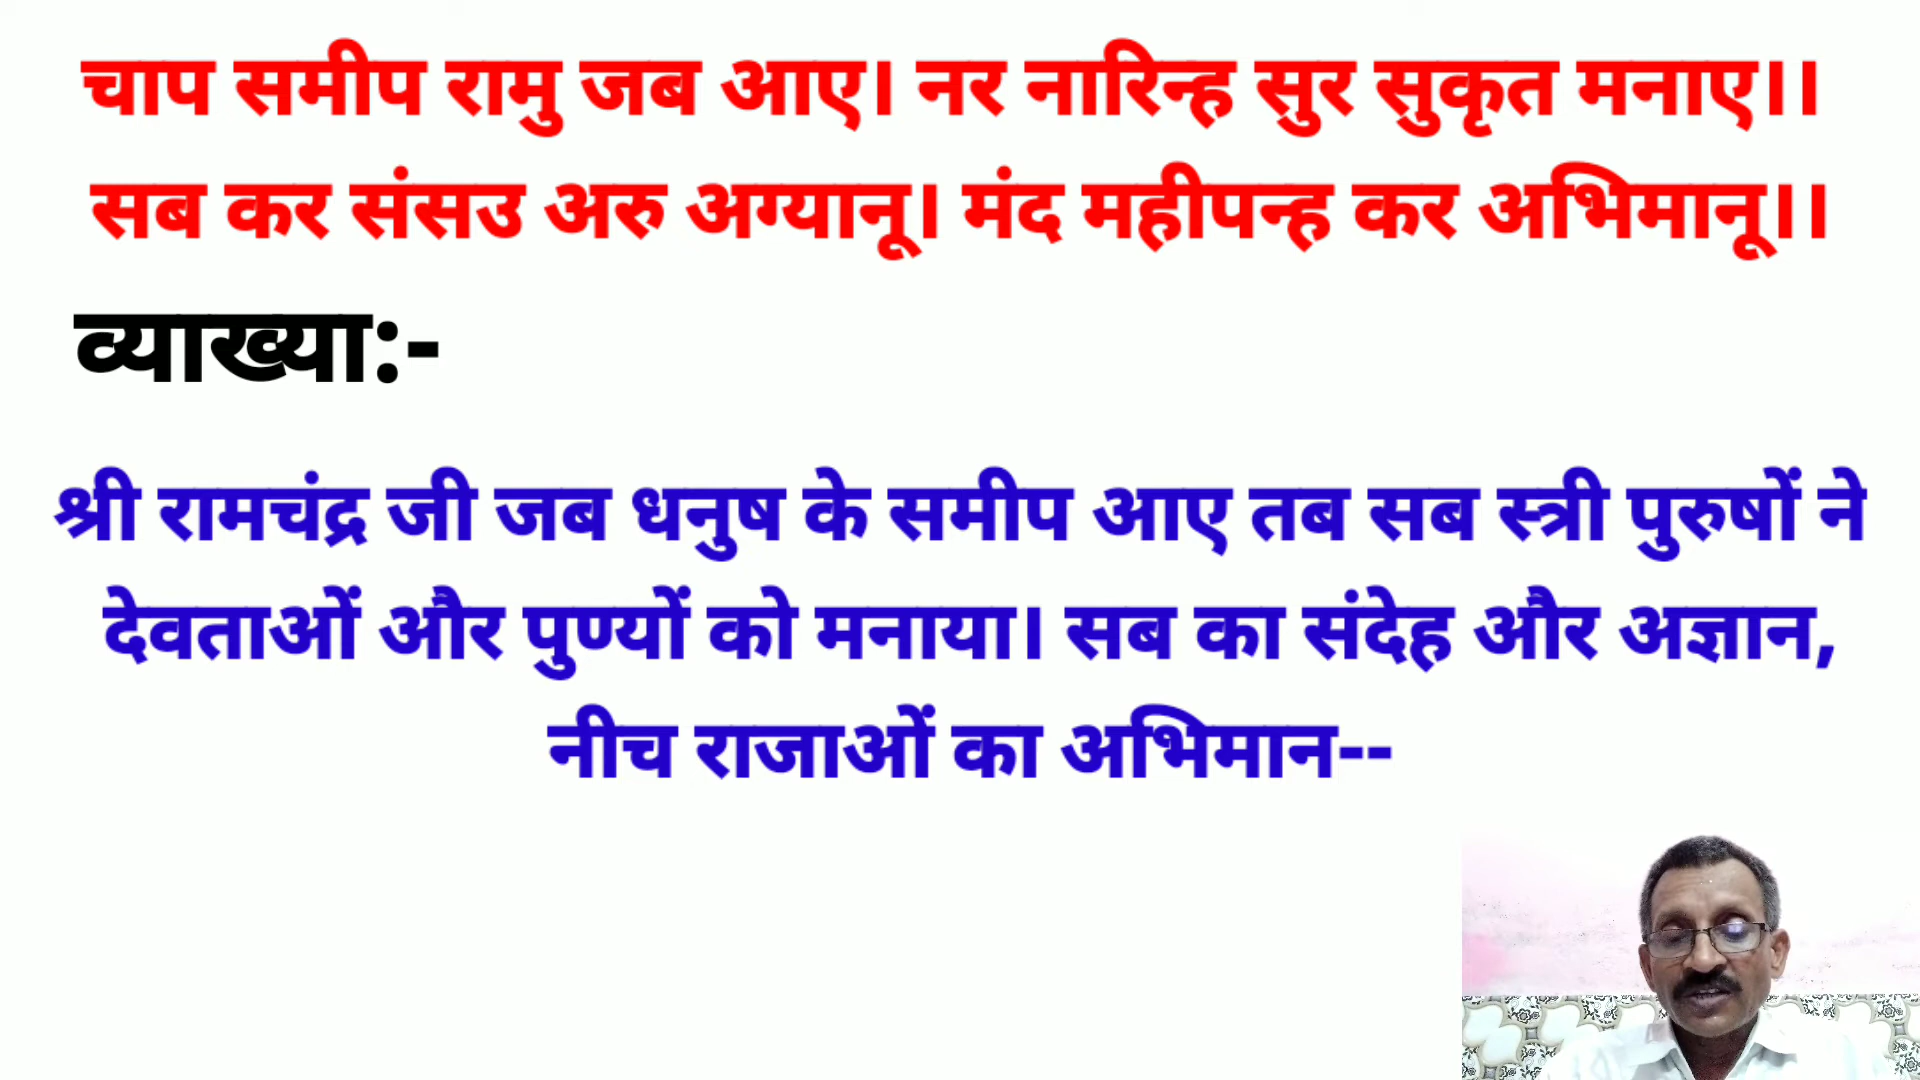 चाप समीप रामु जब आए। नर नारिन्ह सुर सुकृत मनाए।।
सब कर संसउ अरु अग्यानू। मंद महीपन्ह कर अभिमानू।।
व्याख्या:-
श्री रामचंद्र जी जब धनुष के समीप आए तब सब स्त्री पुरुषों ने
देवताओं और पुण्यों को मनाया। सब का संदेह और अज्ञान,
नीच राजाओं का अभिमान--